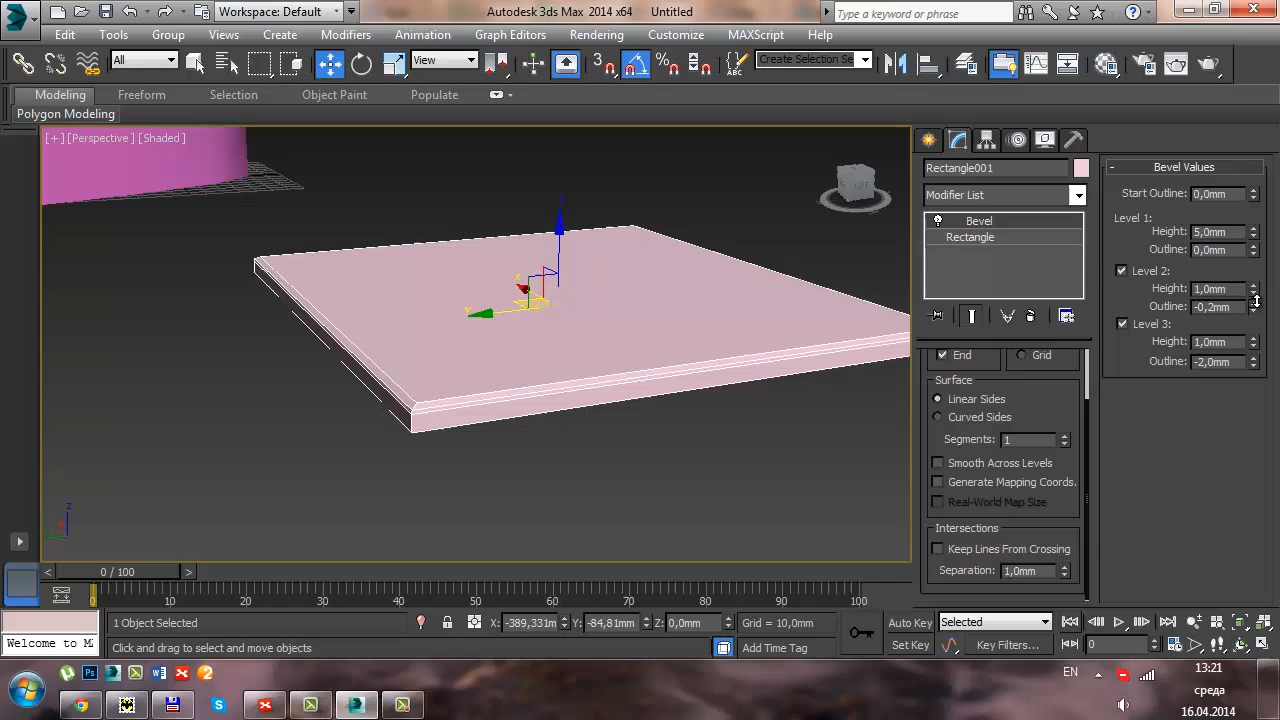 Workspace: Default
Autodesk 3ds Max 2014 x64 Untitled
Type a keyword or phrase
Edit Tools Group Views Create Modifiers Animation Graph Editors Rendering Customize MAXScript Help
All
View
3
Create Selection Se
Modeling Freeform Selection Object Paint Populate
Polygon Modeling
[+] [Perspective] [Shaded]
Rectangle001
Modifier List
Bevel
Rectangle
End
Grid
Surface
Linear Sides
Curved Sides
Segments: 1
Smooth Across Levels
Generate Mapping Coords.
Real-World Map Size
Intersections
Keep Lines From Crossing
Separation: 1,0mm
- Bevel Values
Start Outline: 0,0mm
Level 1:
Height: 5,0mm
Outline: 0,0mm
Level 2:
Height: 1,0mm
Outline: -0,2mm
Level 3:
Height: 1,0mm
Outline: -2,0mm
z
x
y
z
< 0 / 100 >
0 10 20 30 40 50 60 70 80 90 100
1 Object Selected
X: -389,331m Y: -84,81mm Z: 0,0mm
Grid = 10,0mm
Auto Key
Selected
Welcome to M
Click and drag to select and move objects
Add Time Tag
Set Key
Key Filters...
0
EN
13:21
среда
16.04.2014